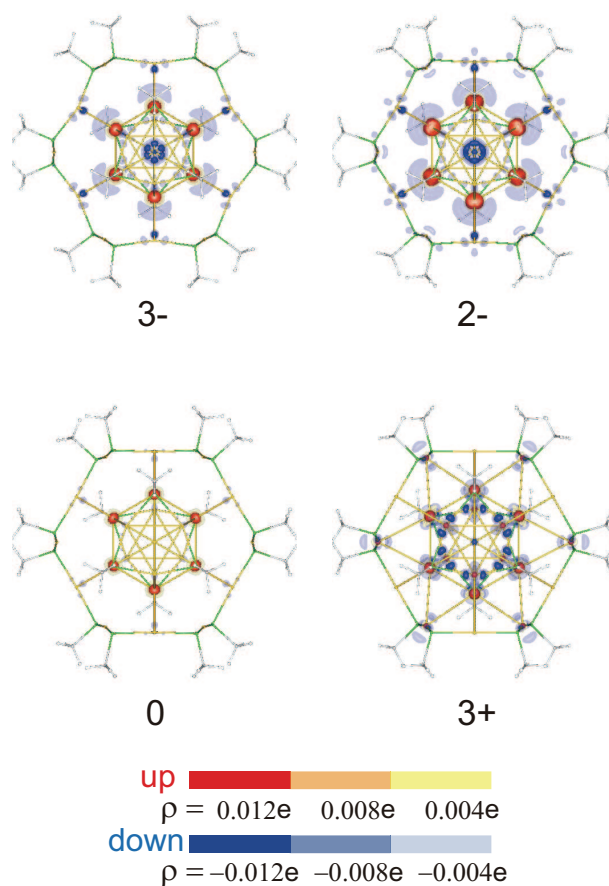 3- 2-
0 3+
up
ρ = 0.012e 0.008e 0.004e
down
ρ = −0.012e −0.008e −0.004e